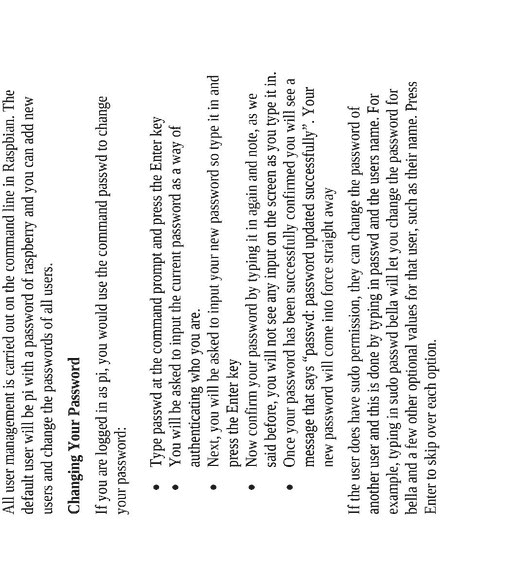 All user management is carried out on the command line in Raspbian. The
default user will be pi with a password of raspberry and you can add new
users and change the passwords of all users.
Changing Your Password
If you are logged in as pi, you would use the command passwd to change
your password:
• Type passwd at the command prompt and press the Enter key
• You will be asked to input the current password as a way of
authenticating who you are.
• Next, you will be asked to input your new password so type it in and
press the Enter key
• Now confirm your password by typing it in again and note, as we
said before, you will not see any input on the screen as you type it in.
• Once your password has been successfully confirmed you will see a
message that says “passwd: password updated successfully”. Your
new password will come into force straight away
If the user does have sudo permission, they can change the password of
another user and this is done by typing in passwd and the users name. For
example, typing in sudo passwd bella will let you change the password for
bella and a few other optional values for that user, such as their name. Press
Enter to skip over each option.